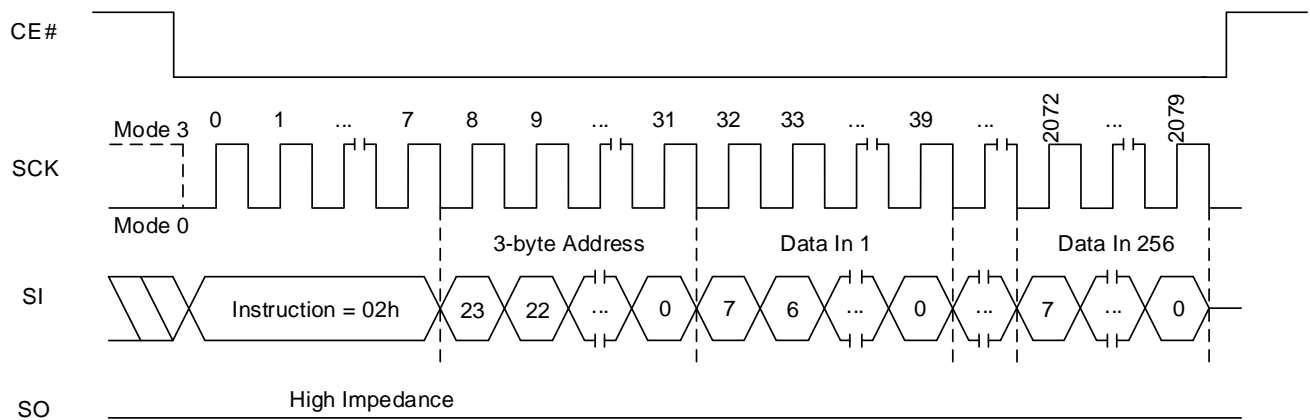 CE#
0 1 ... 7 8 9 ... 31 32 33 ... 39 ... 2072 ... 2079
Mode 3
SCK
Mode 0
3-byte Address Data In 1 Data In 256
SI Instruction = 02h 23 22 ... 0 7 6 ... 0 ... 7 ... 0
High Impedance
SO